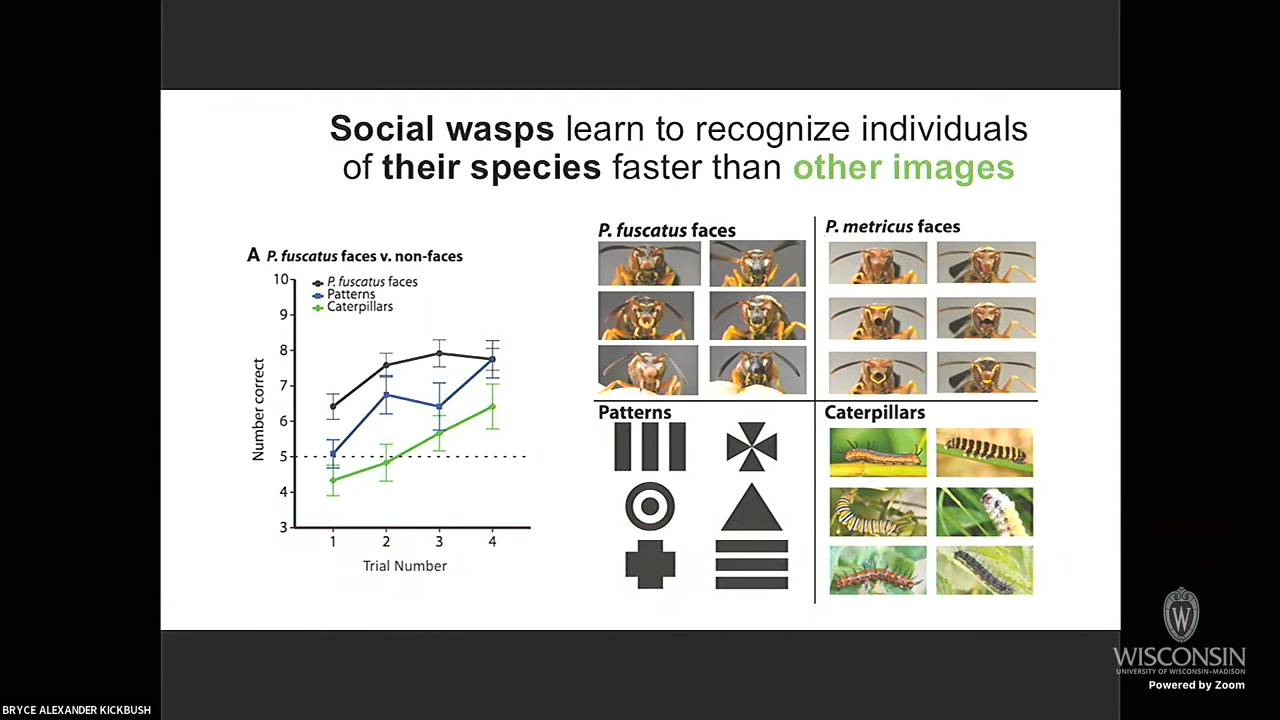 Social wasps learn to recognize individuals
of their species faster than other images
A P. fuscatus faces v. non-faces
P. fuscatus faces
Patterns
Caterpillars
10
9
8
7
6
5
4
3
Number correct
1 2 3 4
Trial Number
P. fuscatus faces
P. metricus faces
Patterns
Caterpillars
W
WISCONSIN
UNIVERSITY OF WISCONSIN–MADISON
Powered by Zoom
BRYCE ALEXANDER KICKBUSH